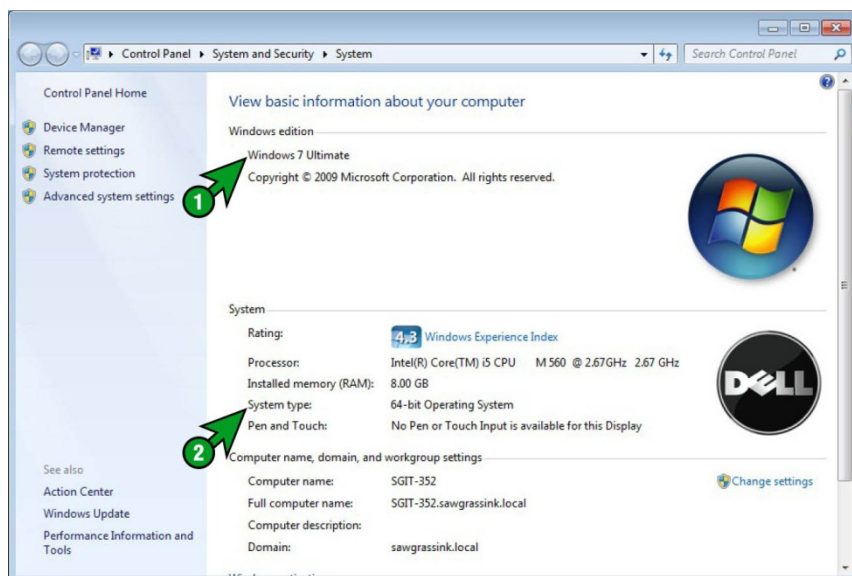 Control Panel ▸ System and Security ▸ System
Search Control Panel
Control Panel Home
Device Manager
Remote settings
System protection
Advanced system settings
View basic information about your computer
Windows edition
Windows 7 Ultimate
Copyright © 2009 Microsoft Corporation. All rights reserved.
1
System
Rating: 4,3 Windows Experience Index
Processor: Intel(R) Core(TM) i5 CPU M 560 @ 2.67GHz 2.67 GHz
Installed memory (RAM): 8.00 GB
System type: 64-bit Operating System
Pen and Touch: No Pen or Touch Input is available for this Display
DELL
2
Computer name, domain, and workgroup settings
Computer name: SGIT-352
Change settings
Full computer name: SGIT-352.sawgrassink.local
Computer description:
Domain: sawgrassink.local
See also
Action Center
Windows Update
Performance Information and
Tools